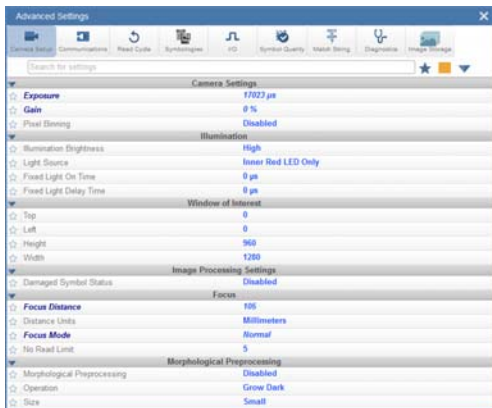 Advanced Settings
Camera Setup Communications Read Cycle Symbologies I/O Symbol Quality Match String Diagnostics Image Storage
Search for settings
Camera Settings
Exposure 17023 µs
Gain 0 %
Pixel Binning Disabled
Illumination
Illumination Brightness High
Light Source Inner Red LED Only
Fixed Light On Time 0 µs
Fixed Light Delay Time 0 µs
Window of Interest
Top 0
Left 0
Height 960
Width 1280
Image Processing Settings
Damaged Symbol Status Disabled
Focus
Focus Distance 106
Distance Units Millimeters
Focus Mode Normal
No Read Limit 5
Morphological Preprocessing
Morphological Preprocessing Disabled
Operation Grow Dark
Size Small